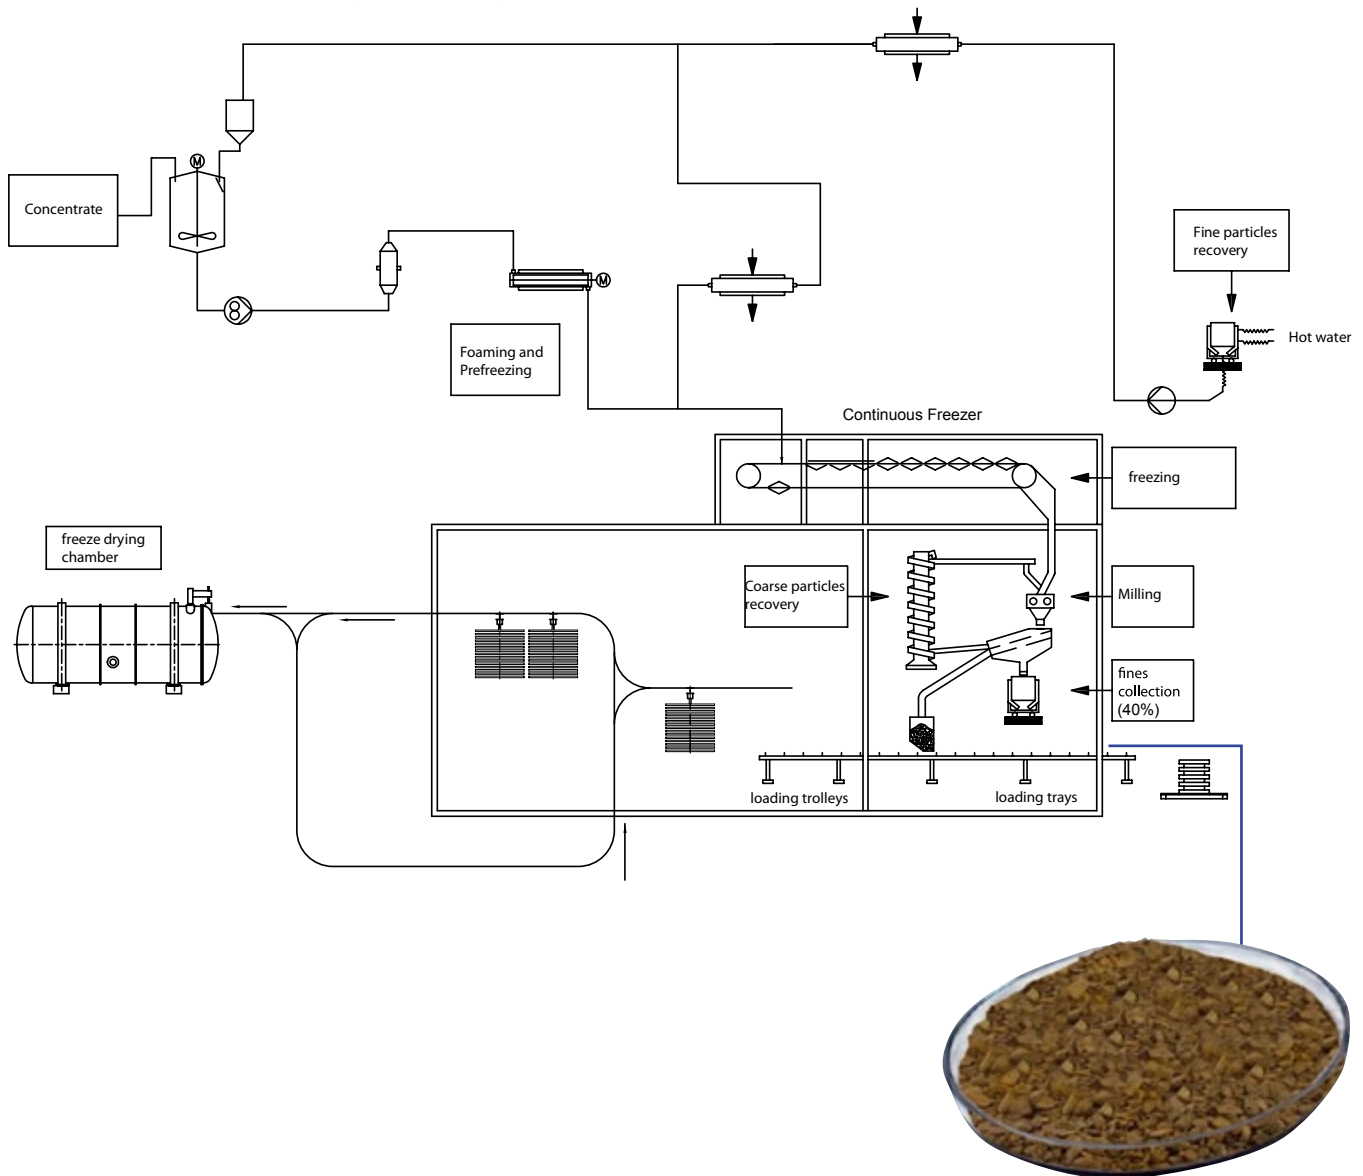 M
Concentrate
Fine particles
recovery
M
Hot water
Foaming and
Prefreezing
Continuous Freezer
freezing
freeze drying
chamber
Coarse particles
recovery
Milling
fines
collection
(40%)
loading trolleys
loading trays